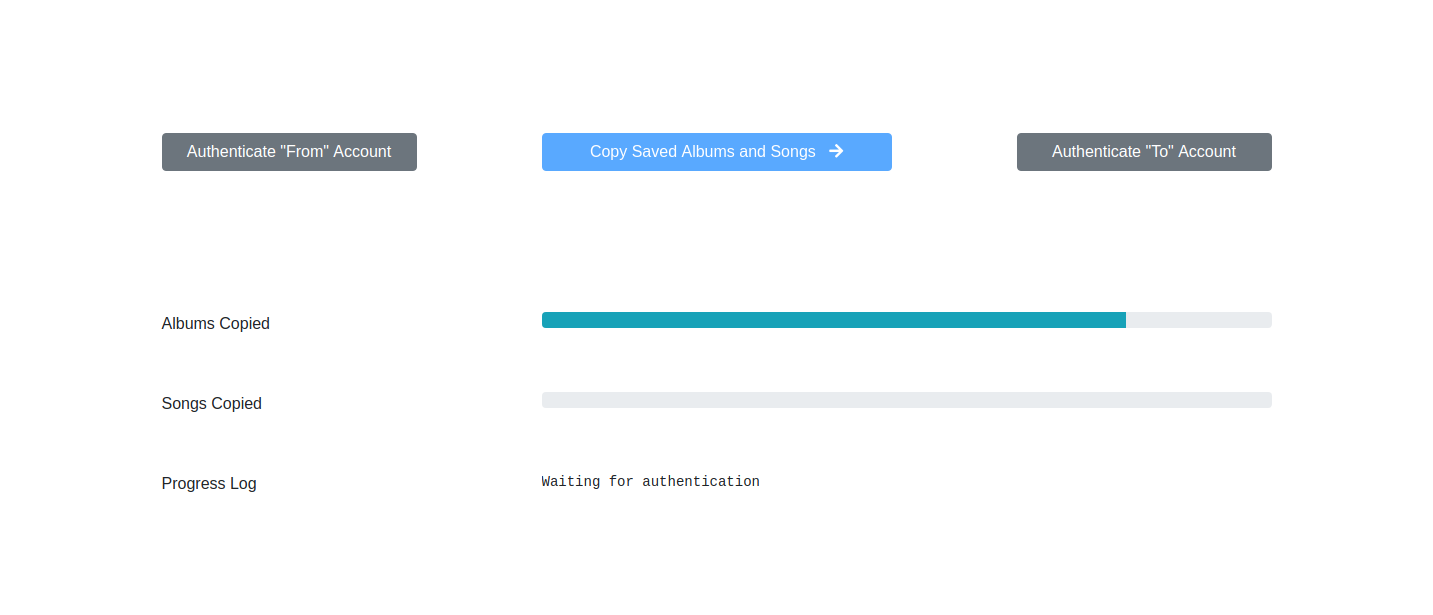 Authenticate "From" Account
Copy Saved Albums and Songs
Authenticate "To" Account
Albums Copied
Songs Copied
Progress Log
Waiting for authentication